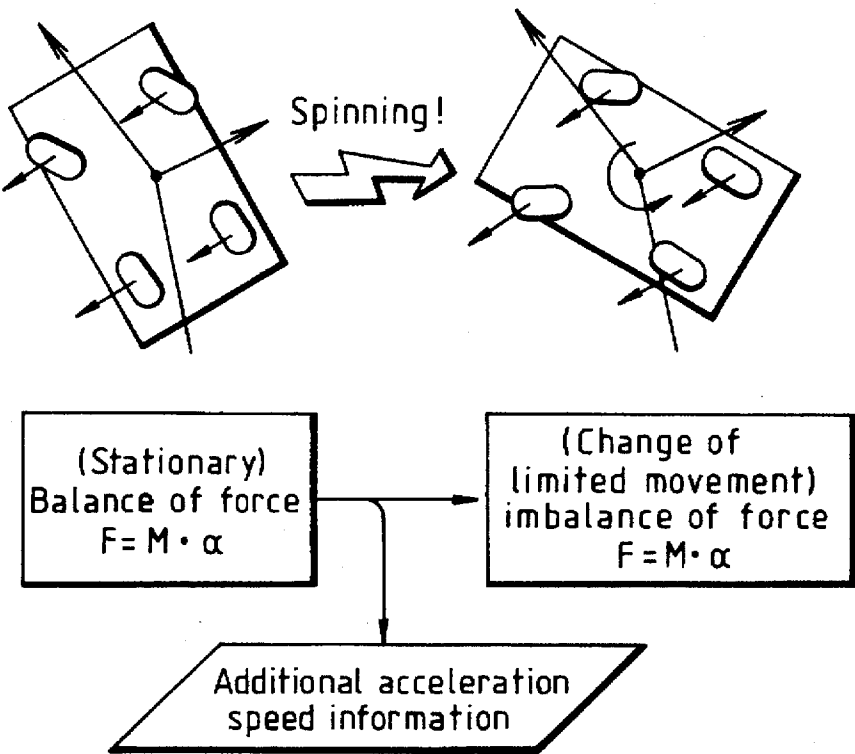 Spinning!
(Stationary)
Balance of force
F = M · α
(Change of
limited movement)
imbalance of force
F = M · α
Additional acceleration
speed information